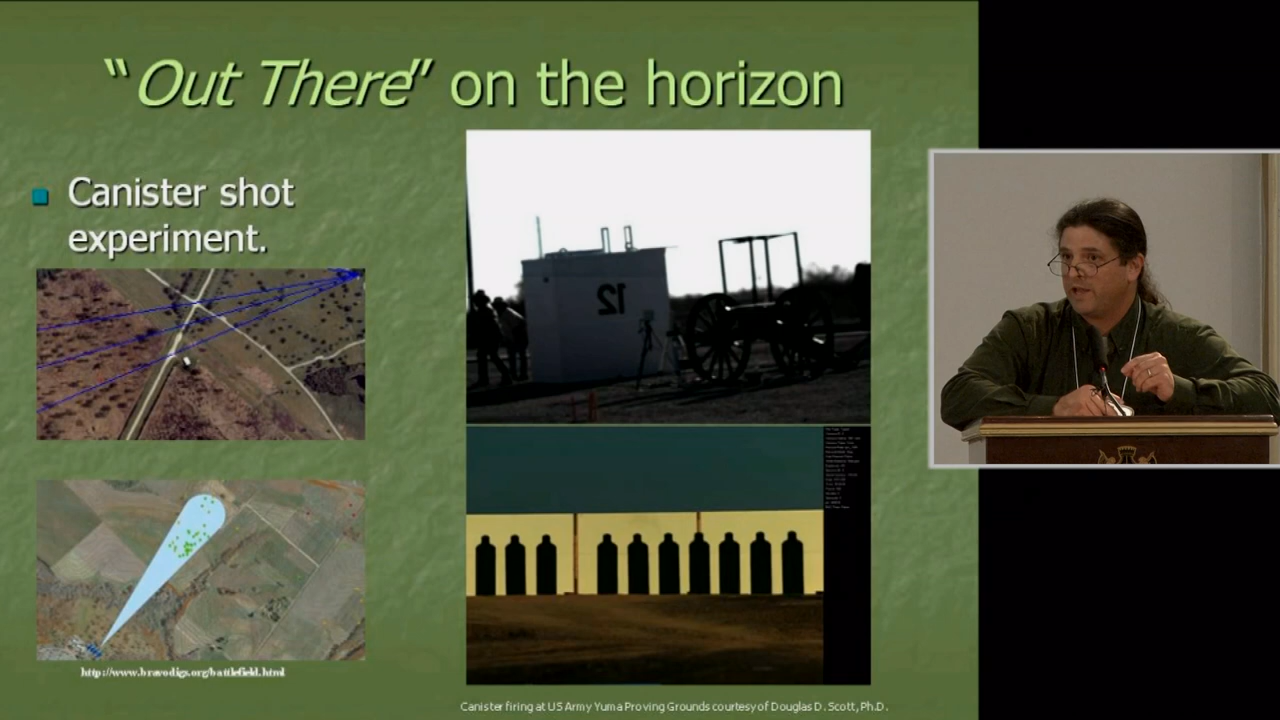 “Out There” on the horizon
Canister shot
experiment.
12
http://www.bravodigs.org/battlefield.html
Canister firing at US Army Yuma Proving Grounds courtesy of Douglas D. Scott, Ph.D.